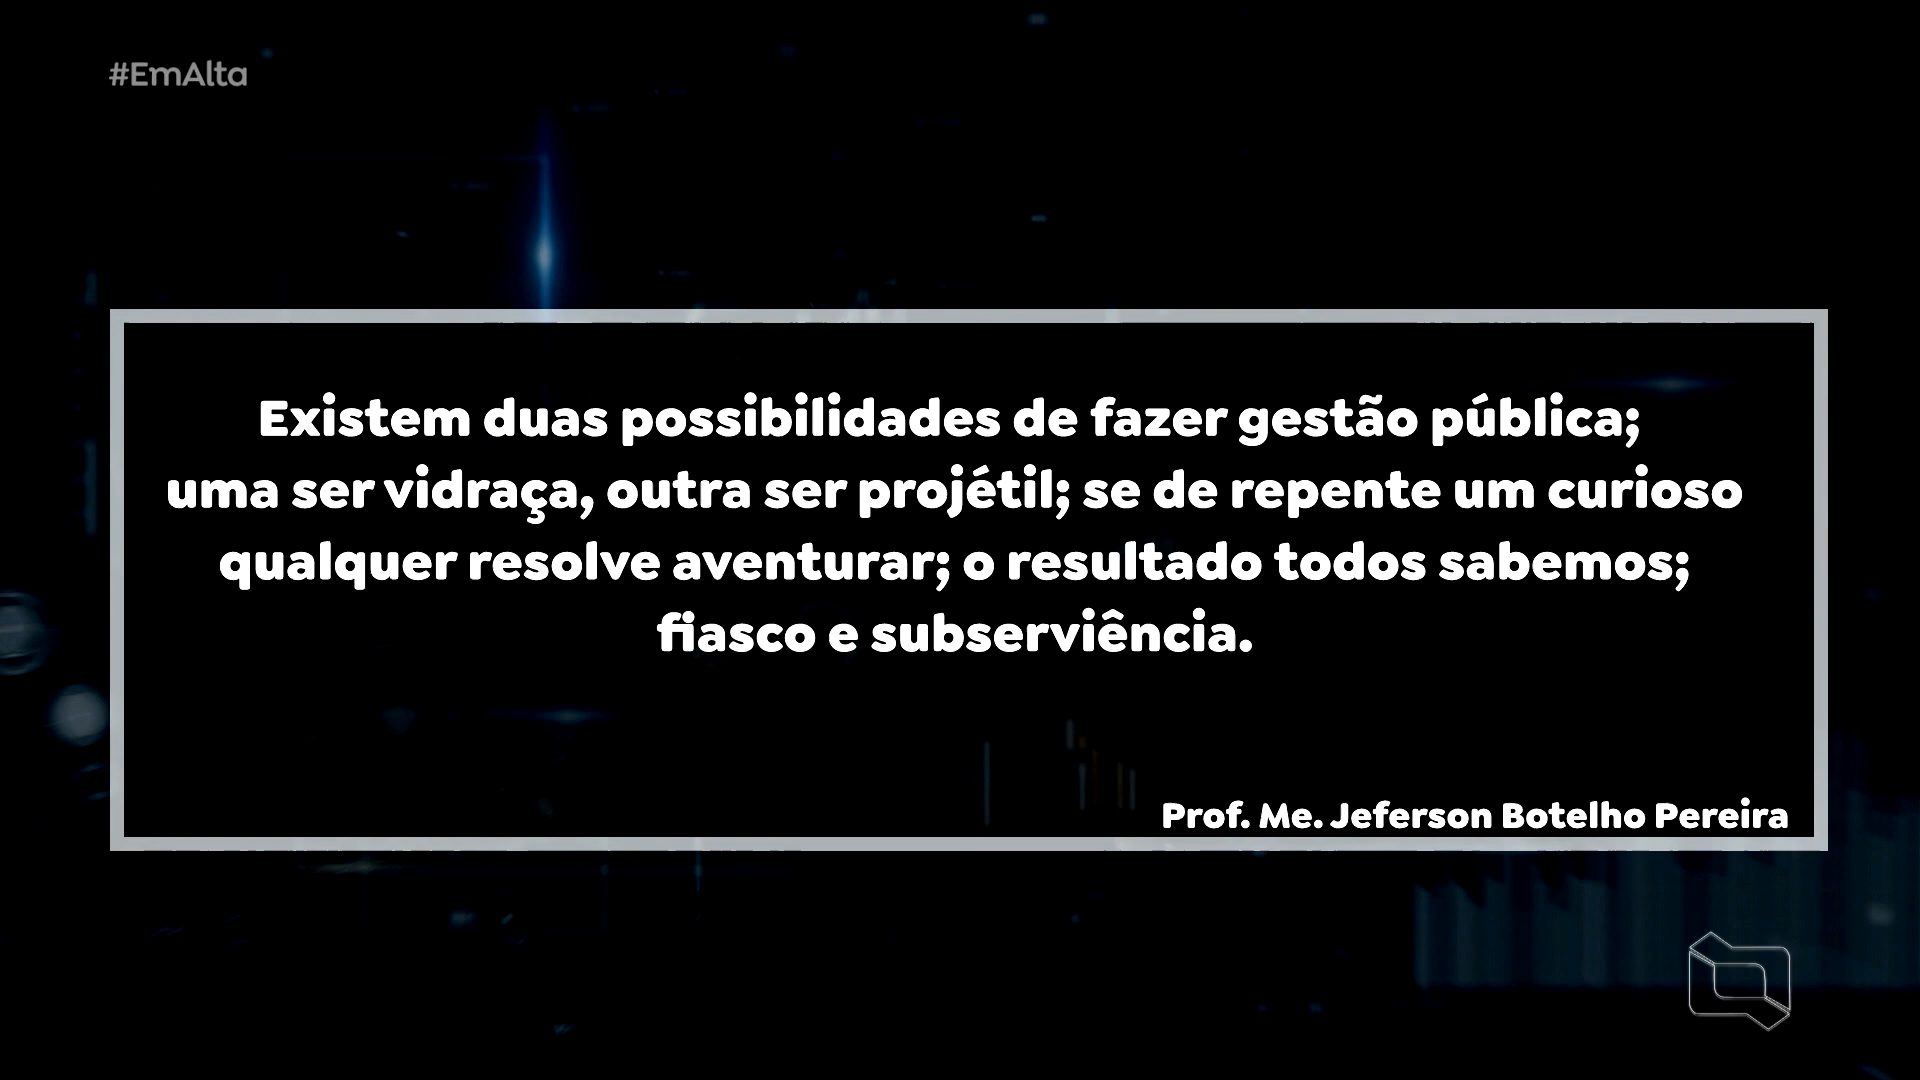 #EmAlta
Existem duas possibilidades de fazer gestão pública;
uma ser vidraça, outra ser projétil; se de repente um curioso
qualquer resolve aventurar; o resultado todos sabemos;
fiasco e subserviência.
Prof. Me. Jeferson Botelho Pereira